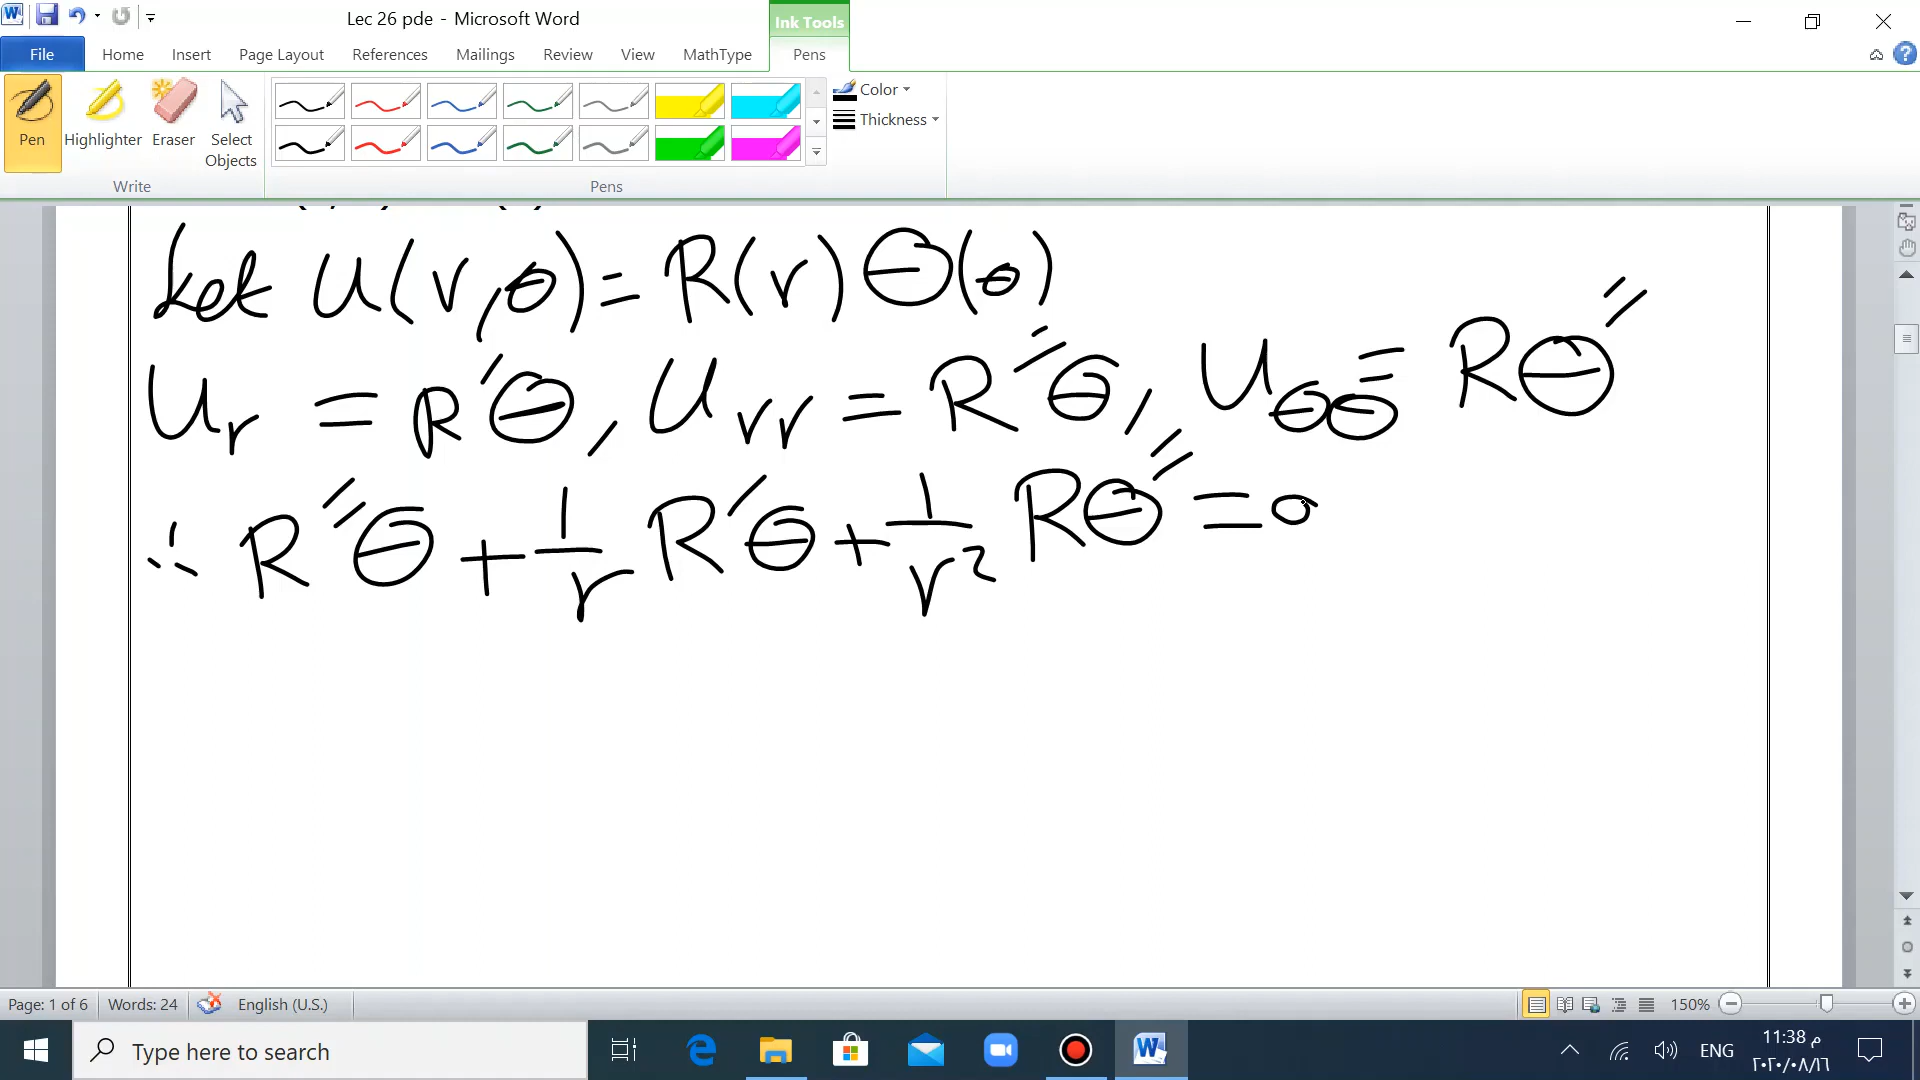 Lec 26 pde - Microsoft Word
Ink Tools
File Home Insert Page Layout References Mailings Review View MathType Pens
Pen Highlighter Eraser Select Objects
Color
Thickness
Write Pens
Let U(r,θ) = R(r) Θ(θ)
U_r = R'Θ, U_rr = R''Θ, U_ΘΘ = RΘ''
∴ R''Θ + 1/r R'Θ + 1/r² RΘ'' = 0
Page: 1 of 6 Words: 24 English (U.S.) 150%
Type here to search
ENG
11:38 م
٢٠٢٠/٠٨/١٦